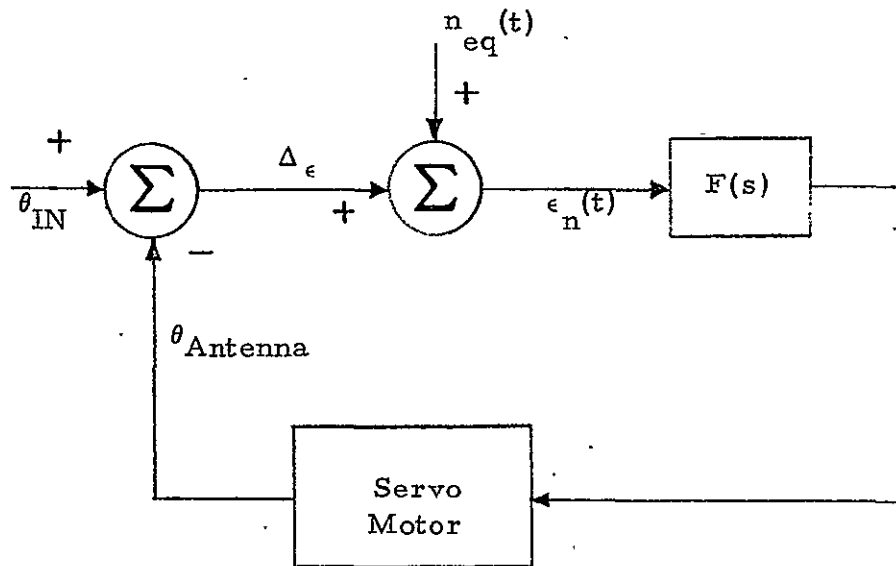 n_eq(t)
+
+
Δ_ε
Σ
Σ
F(s)
θ_IN
+
ε_n(t)
−
θ_Antenna
Servo
Motor